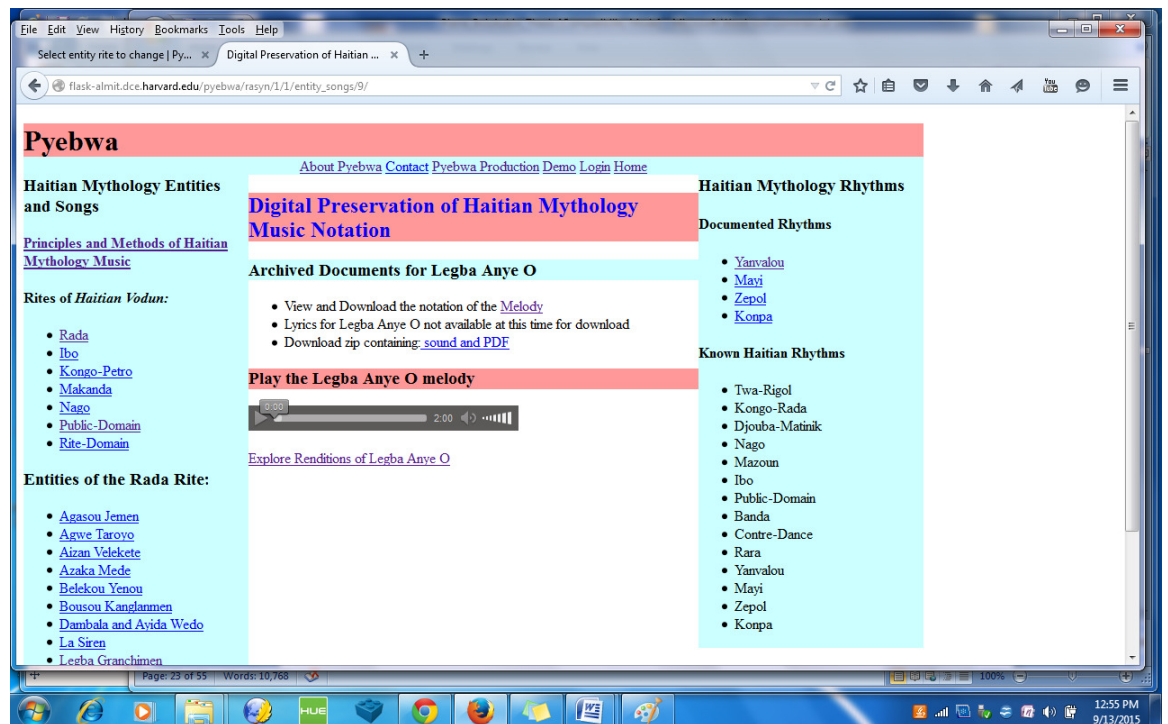 File Edit View History Bookmarks Tools Help
Select entity rite to change | Py... × Digital Preservation of Haitian ... × +
flask-almit.dce.harvard.edu/pyebwa/rasyn/1/1/entity_songs/9/
You Tube
Pyebwa
About Pyebwa Contact Pyebwa Production Demo Login Home
Haitian Mythology Entities
and Songs
Principles and Methods of Haitian
Mythology Music
Rites of Haitian Vodun:
• Rada
• Ibo
• Kongo-Petro
• Makanda
• Nago
• Public-Domain
• Rite-Domain
Entities of the Rada Rite:
• Agasou Jemen
• Agwe Taroyo
• Aizan Velekete
• Azaka Mede
• Belekou Yenou
• Bousou Kanglanmen
• Dambala and Ayida Wedo
• La Siren
• Legba Granchimen
Digital Preservation of Haitian Mythology
Music Notation
Archived Documents for Legba Anye O
• View and Download the notation of the Melody
• Lyrics for Legba Anye O not available at this time for download
• Download zip containing: sound and PDF
Play the Legba Anye O melody
0:00
2:00
Explore Renditions of Legba Anye O
Haitian Mythology Rhythms
Documented Rhythms
• Yanvalou
• Mayi
• Zepol
• Konpa
Known Haitian Rhythms
• Twa-Rigol
• Kongo-Rada
• Djouba-Matinik
• Nago
• Mazoun
• Ibo
• Public-Domain
• Banda
• Contre-Dance
• Rara
• Yanvalou
• Mayi
• Zepol
• Konpa
Page: 23 of 55 Words: 10,768 100%
HUE
12:55 PM
9/13/2015